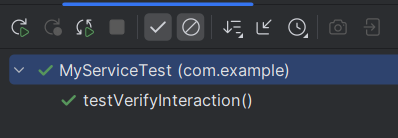 MyServiceTest (com.example)
testVerifyInteraction()